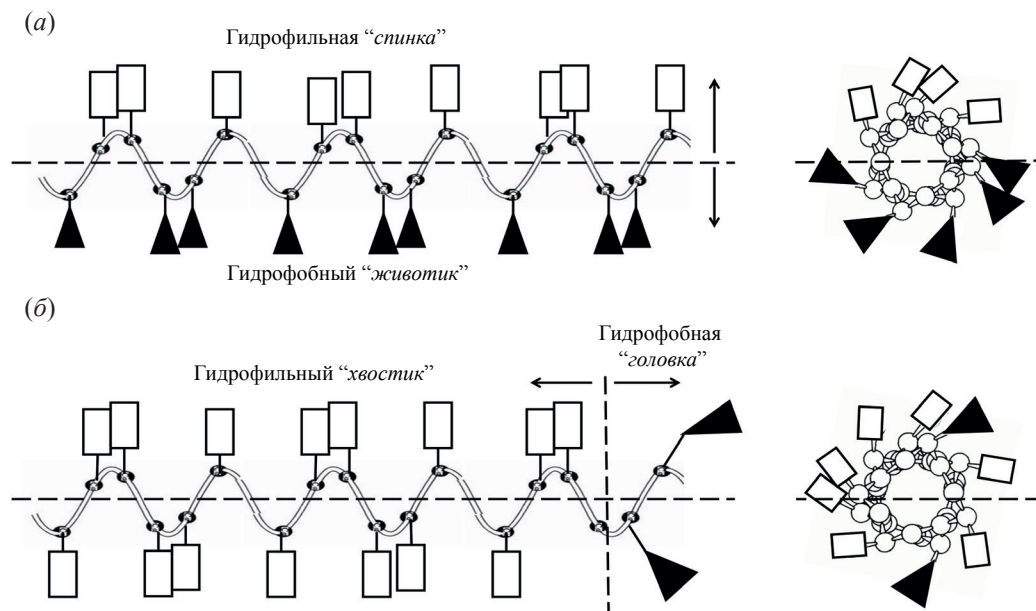 (а)
Гидрофильная “спинка”
Гидрофобный “животик”
(б)
Гидрофобная
“головка”
Гидрофильный “хвостик”